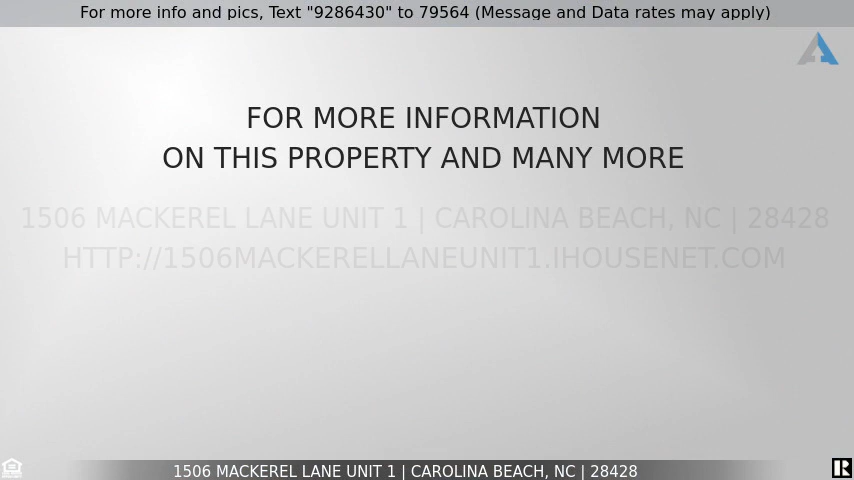 For more info and pics, Text "9286430" to 79564 (Message and Data rates may apply)
FOR MORE INFORMATION
ON THIS PROPERTY AND MANY MORE
1506 MACKEREL LANE UNIT 1 | CAROLINA BEACH, NC | 28428
HTTP://1506MACKERELLANEUNIT1.IHOUSENET.COM
1506 MACKEREL LANE UNIT 1 | CAROLINA BEACH, NC | 28428